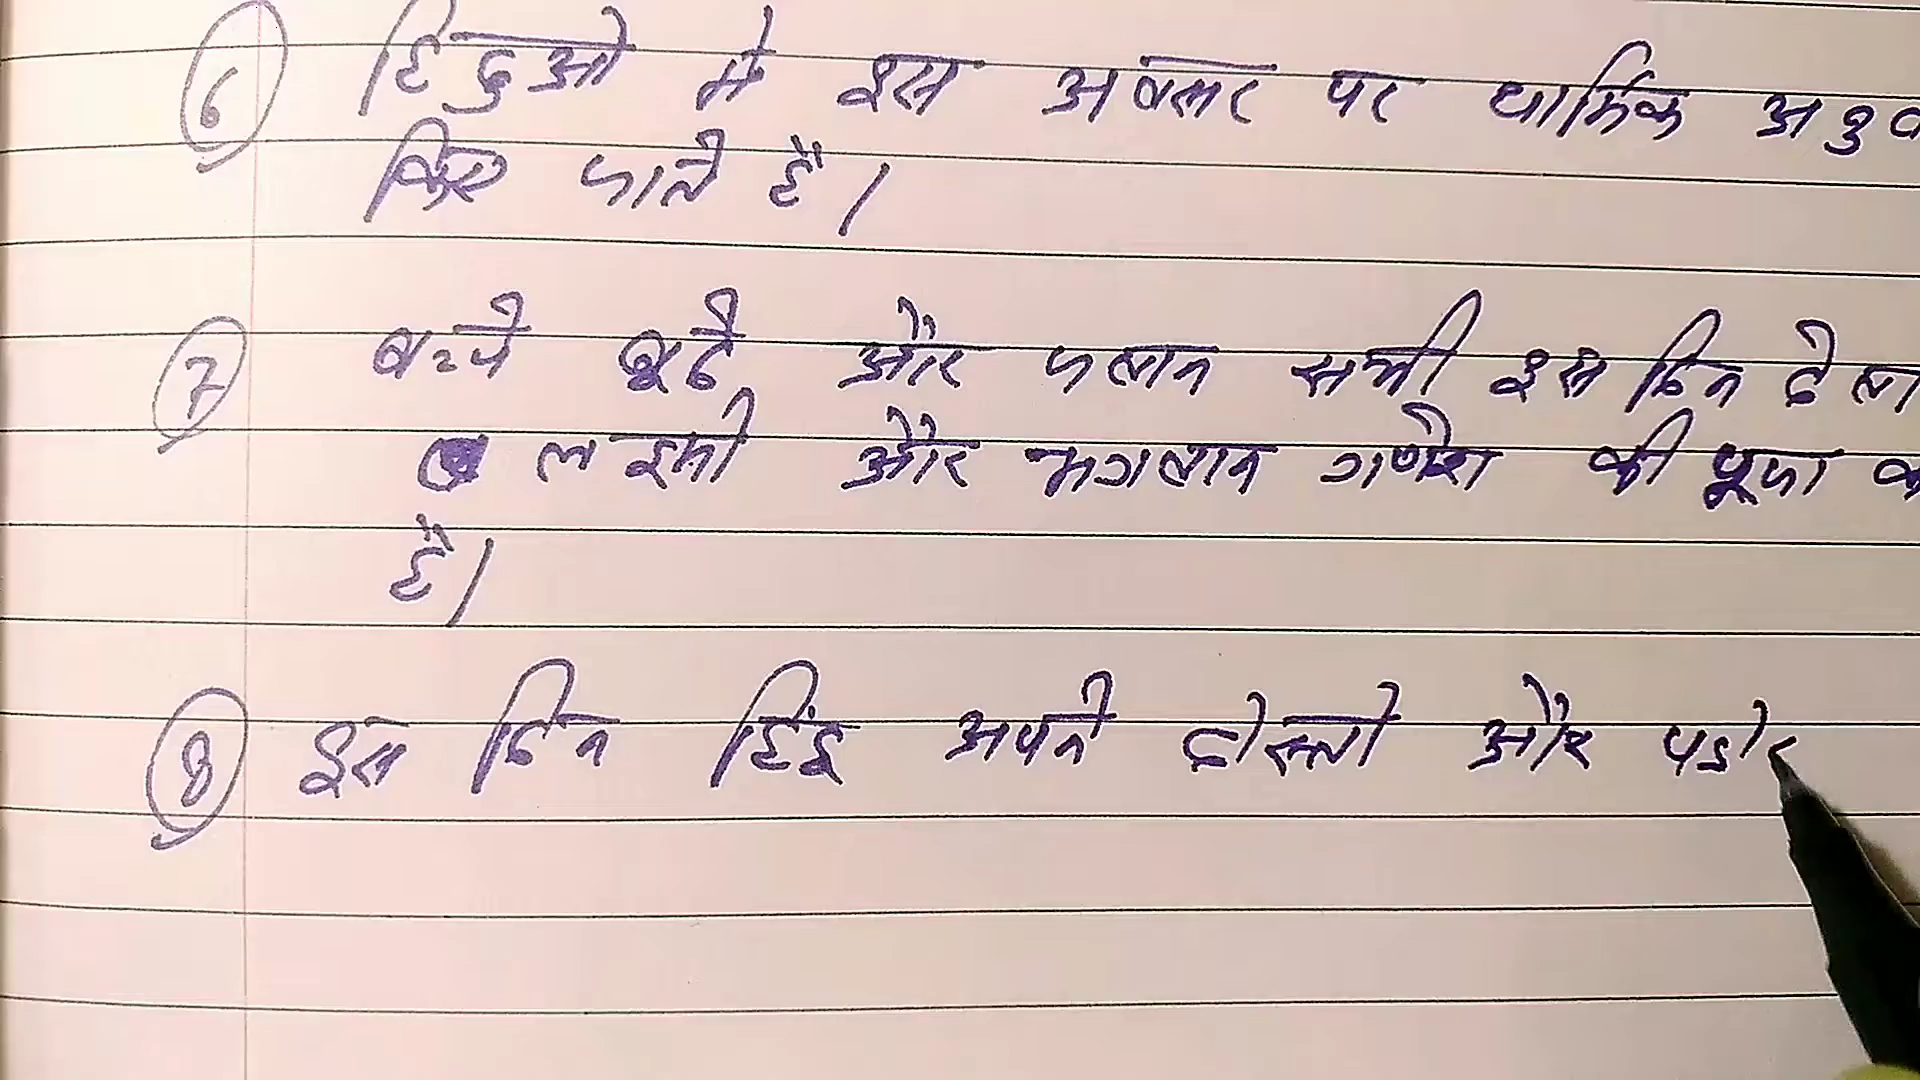 6 हिंदुओ मे इस अवसर पर धार्मिक
किए जाते है।
7 बच्चे बूढे और जवान सभी इस दिन
लक्ष्मी और भगवान गणेश की पूजा
है।
8 इस दिन हिंदू अपने दोस्तो और